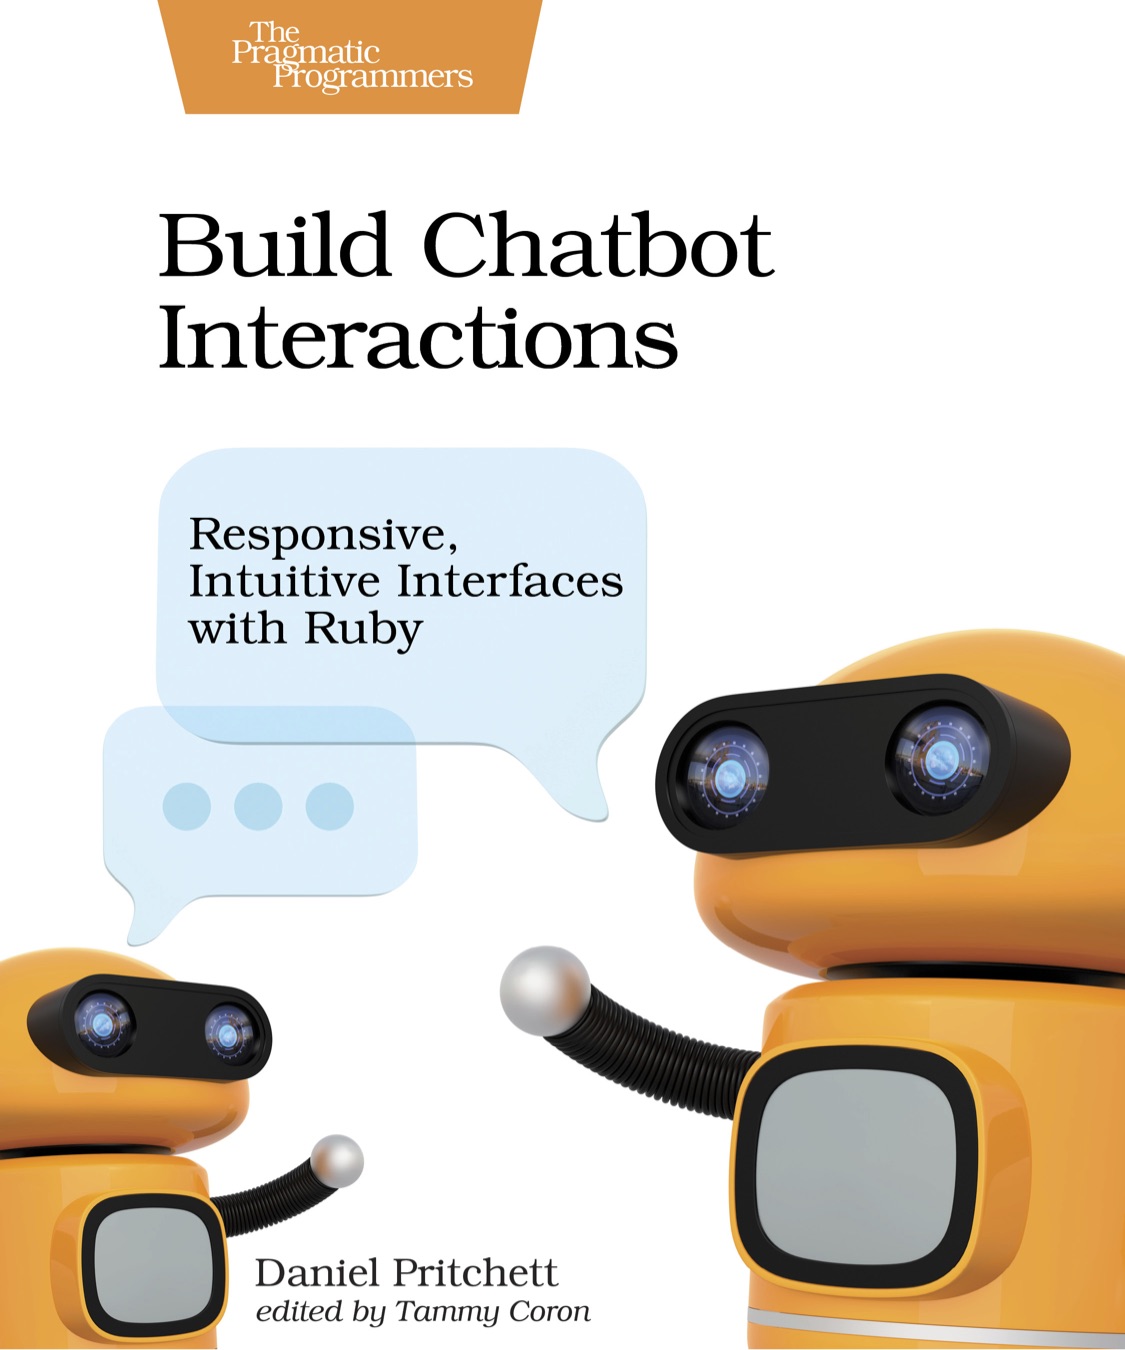 The
Pragmatic
Programmers
Build Chatbot
Interactions
Responsive,
Intuitive Interfaces
with Ruby
Daniel Pritchett
edited by Tammy Coron